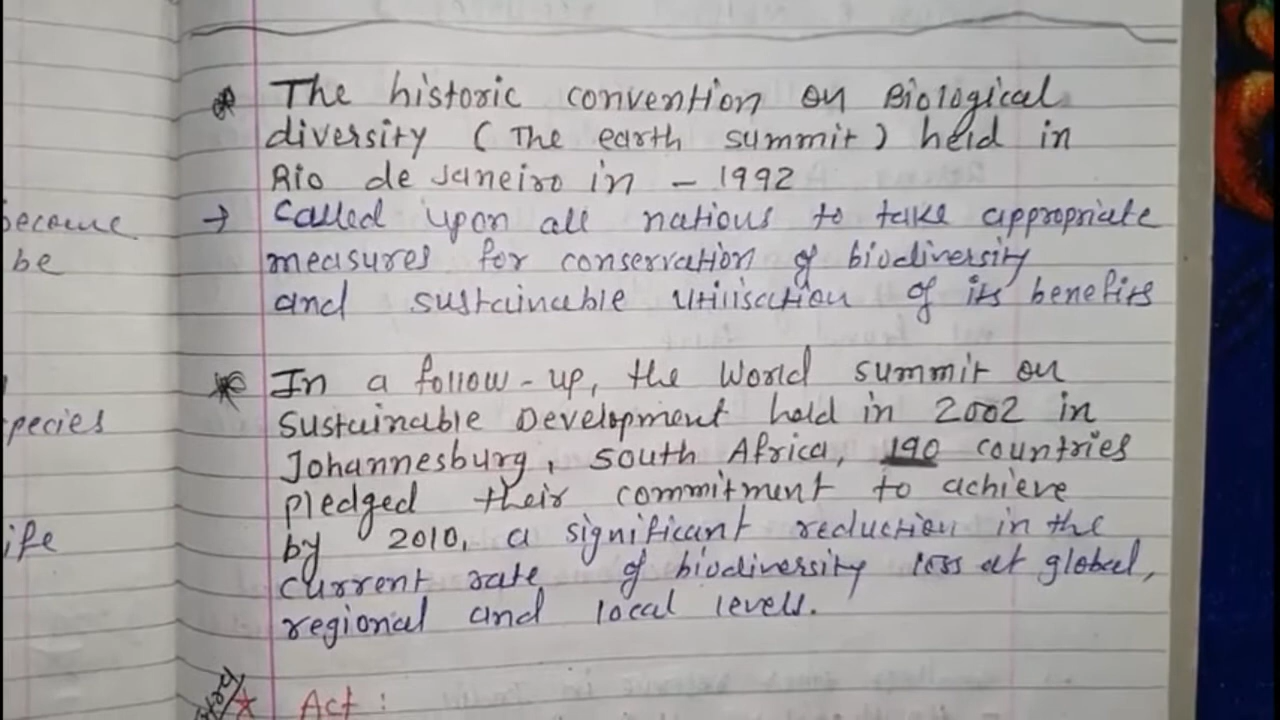 The historic convention on Biological
diversity ( The earth summit ) held in
Rio de Janeiro in - 1992
→ called upon all nations to take appropriate
measures for conservation of biodiversity
and sustainable utilisation of its benefits
In a follow-up, the World summit on
Sustainable Development held in 2002 in
Johannesburg, south Africa, 190 countries
pledged their commitment to achieve
by 2010, a significant reduction in the
current rate of biodiversity loss at global,
regional and local levels.
Act :
become
be
pecies
ife